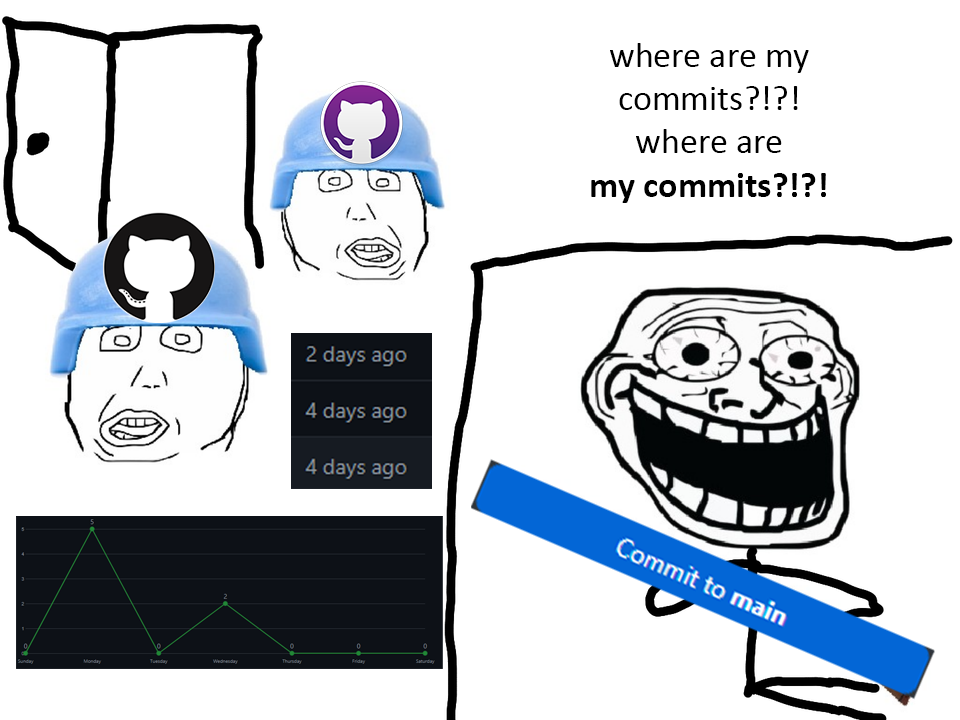 where are my
commits?!?!
where are
my commits?!?!
2 days ago
4 days ago
4 days ago
Commit to main
5
4
3
2
1
0
5
0
2
0
0
0
Sunday
Monday
Tuesday
Wednesday
Thursday
Friday
Saturday